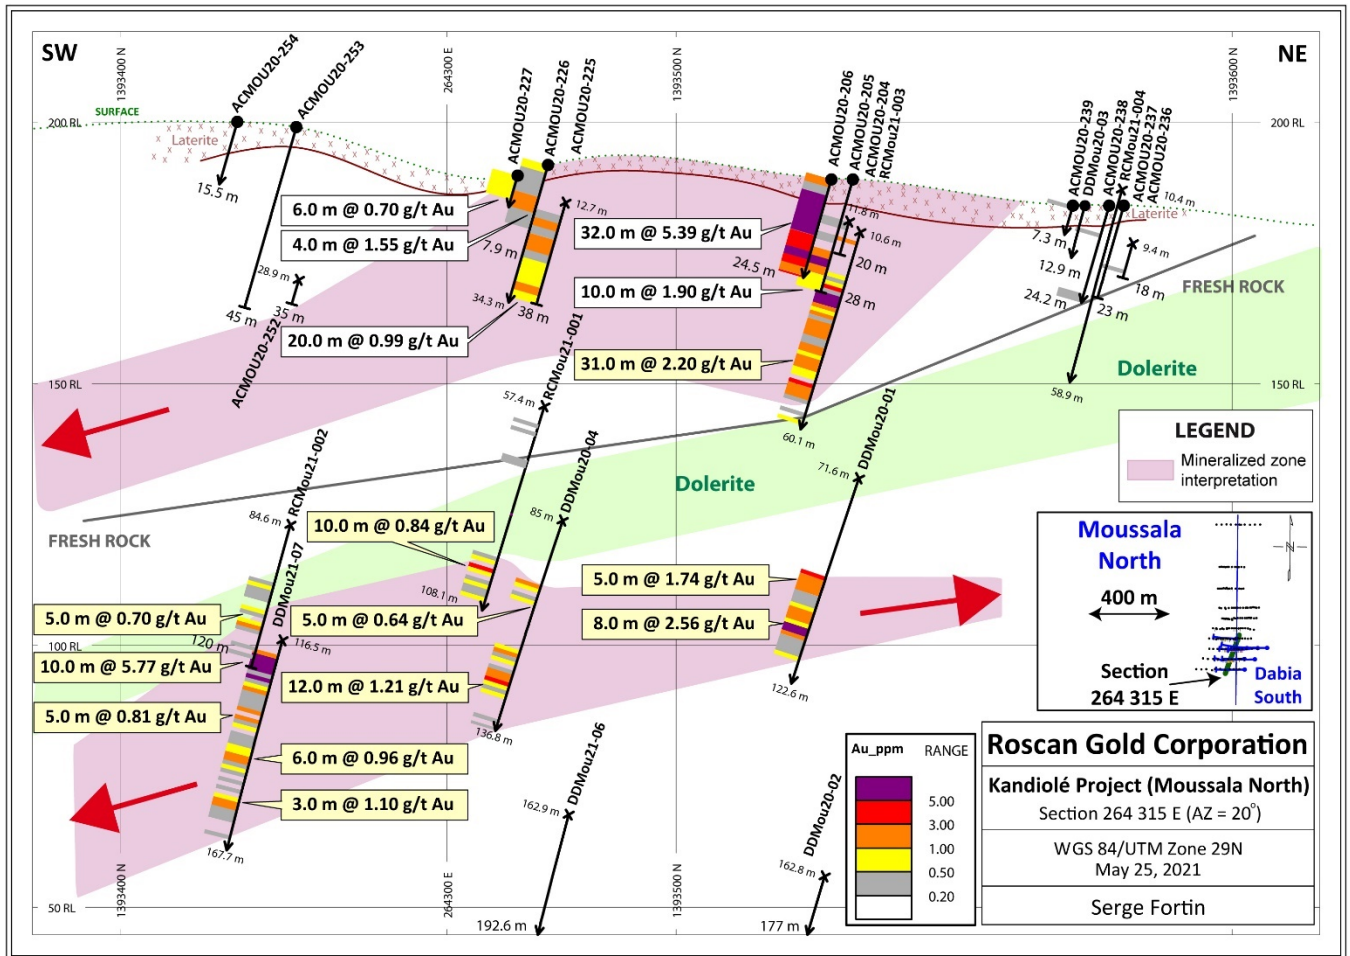 SW
NE
1393400 N
264300 E
1393500 N
1393600 N
ACMOU20-254
ACMOU20-253
ACMOU20-227
ACMOU20-226
ACMOU20-225
ACMOU20-206
ACMOU20-205
ACMOU20-204
RCMou21-003
ACMOU20-239
DDMou20-03
ACMOU20-238
RCMou21-004
ACMOU20-237
ACMOU20-236
SURFACE
200 RL
200 RL
Laterite
Laterite
15.5 m
6.0 m @ 0.70 g/t Au
4.0 m @ 1.55 g/t Au
7.9 m
12.7 m
32.0 m @ 5.39 g/t Au
11.8 m
10.6 m
20 m
24.5 m
10.4 m
7.3 m
12.9 m
9.4 m
18 m
24.2 m
23 m
FRESH ROCK
28.9 m
45 m
35 m
34.3 m
38 m
10.0 m @ 1.90 g/t Au
28 m
20.0 m @ 0.99 g/t Au
ACMOU20-252
RCMou21-001
31.0 m @ 2.20 g/t Au
Dolerite
150 RL
150 RL
58.9 m
57.4 m
60.1 m
LEGEND
Mineralized zone
interpretation
RCMou21-002
DDMou20-04
DDMou20-01
71.6 m
Dolerite
84.6 m
85 m
FRESH ROCK
10.0 m @ 0.84 g/t Au
DDMou21-07
108.1 m
5.0 m @ 1.74 g/t Au
5.0 m @ 0.70 g/t Au
5.0 m @ 0.64 g/t Au
8.0 m @ 2.56 g/t Au
120 m
116.5 m
100 RL
10.0 m @ 5.77 g/t Au
12.0 m @ 1.21 g/t Au
122.6 m
5.0 m @ 0.81 g/t Au
136.8 m
6.0 m @ 0.96 g/t Au
3.0 m @ 1.10 g/t Au
167.7 m
DDMou21-06
162.9 m
192.6 m
DDMou20-02
162.8 m
177 m
50 RL
1393400 N
264300 E
1393500 N
Moussala
North
N
400 m
Section
264 315 E
Dabia
South
Au_ppm RANGE
5.00
3.00
1.00
0.50
0.20
Roscan Gold Corporation
Kandiolé Project (Moussala North)
Section 264 315 E (AZ = 20°)
WGS 84/UTM Zone 29N
May 25, 2021
Serge Fortin